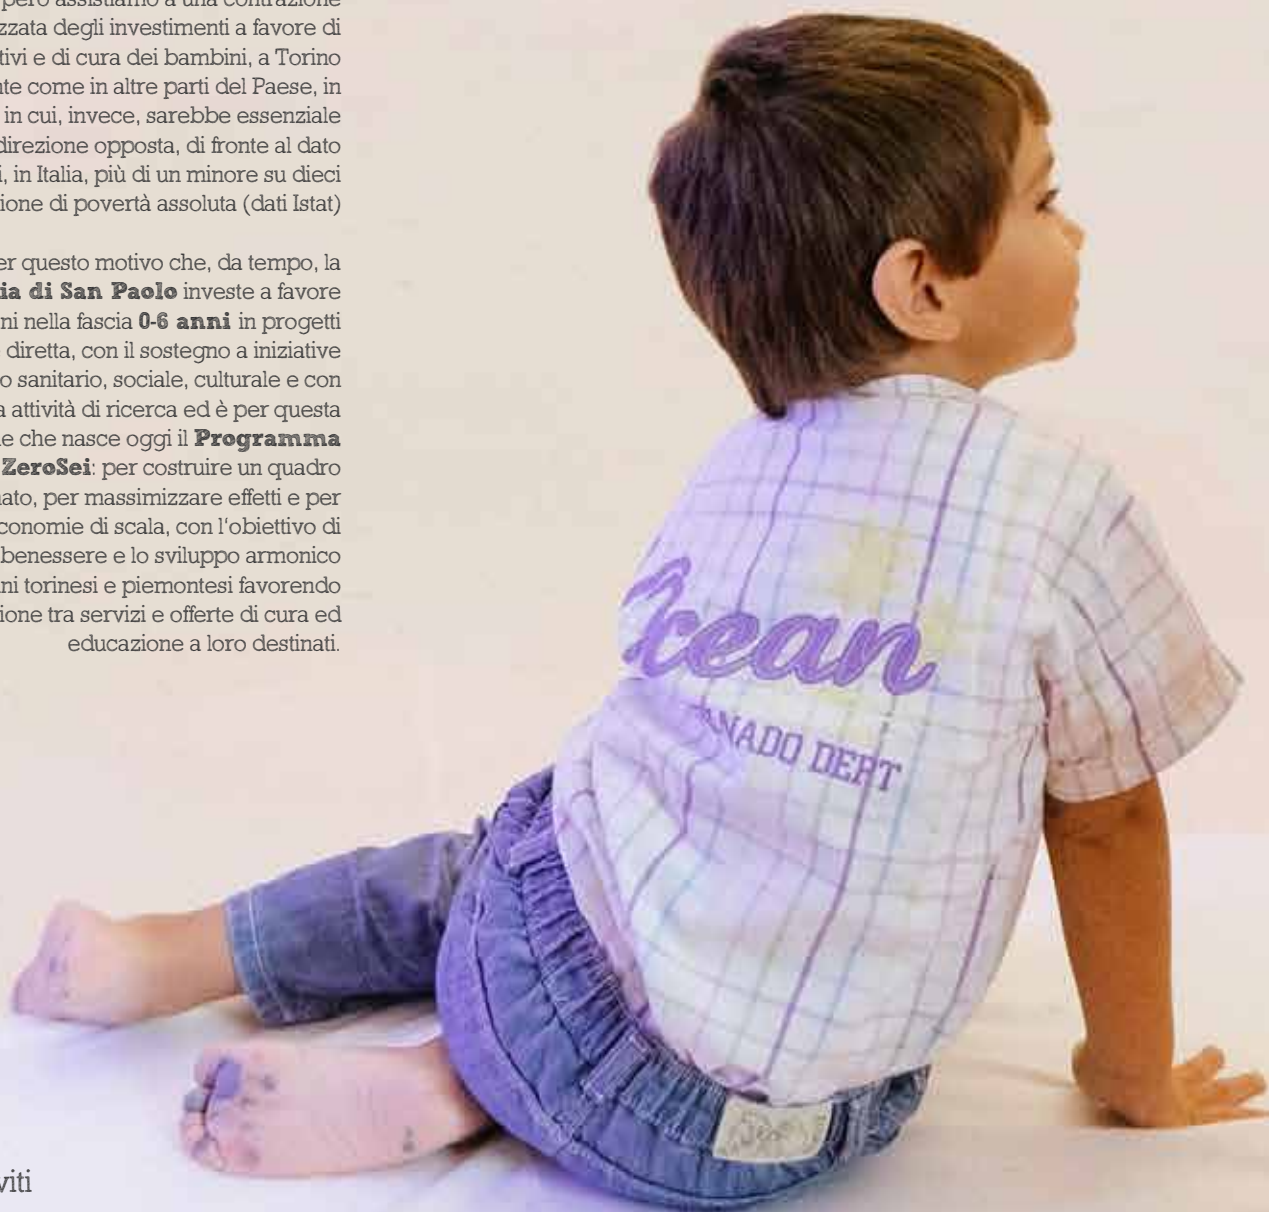 però assistiamo a una contrazione
zzata degli investimenti a favore di
tivi e di cura dei bambini, a Torino
nte come in altre parti del Paese, in
in cui, invece, sarebbe essenziale
direzione opposta, di fronte al dato
i, in Italia, più di un minore su dieci
ione di povertà assoluta (dati Istat)
er questo motivo che, da tempo, la
ia di San Paolo investe a favore
ni nella fascia 0-6 anni in progetti
diretta, con il sostegno a iniziative
o sanitario, sociale, culturale e con
a attività di ricerca ed è per questa
e che nasce oggi il Programma
ZeroSei: per costruire un quadro
nato, per massimizzare effetti e per
conomie di scala, con l'obiettivo di
benessere e lo sviluppo armonico
ni torinesi e piemontesi favorendo
ione tra servizi e offerte di cura ed
educazione a loro destinati.
Ocean
ANADO DEPT
viti